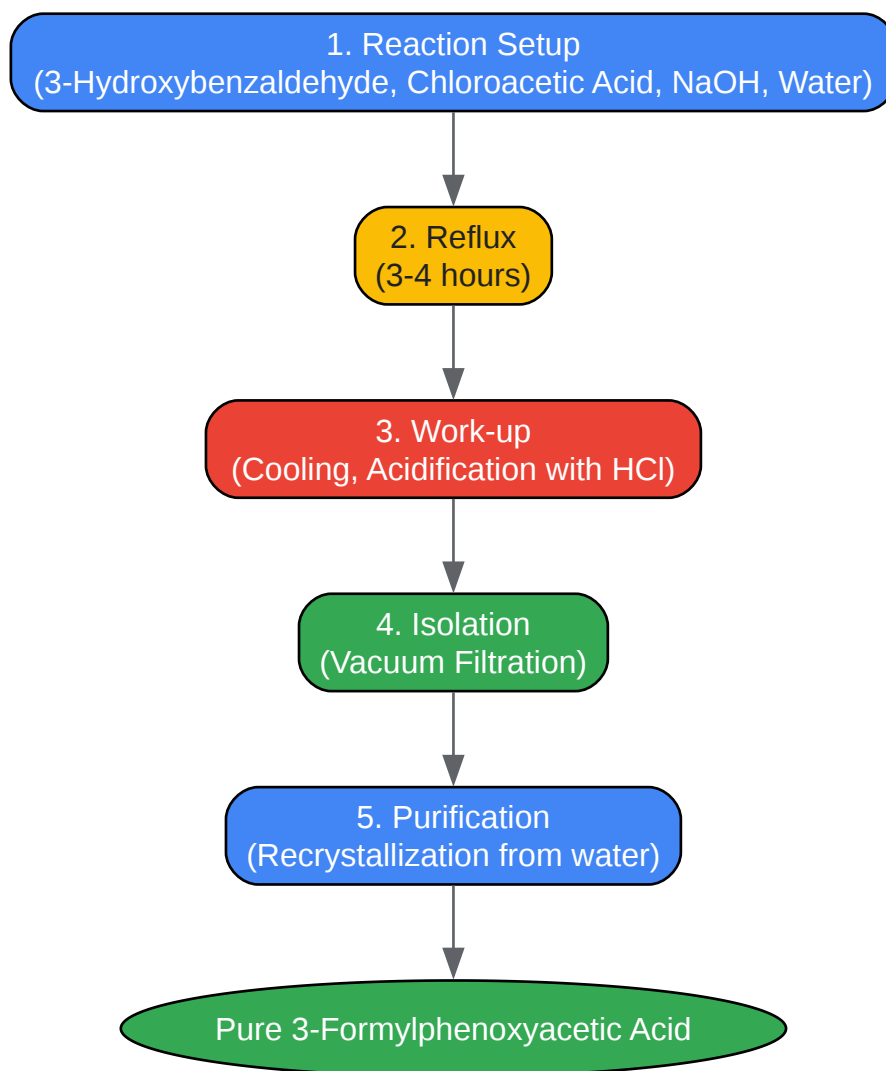 1. Reaction Setup
(3-Hydroxybenzaldehyde, Chloroacetic Acid, NaOH, Water)
2. Reflux
(3-4 hours)
3. Work-up
(Cooling, Acidification with HCl)
4. Isolation
(Vacuum Filtration)
5. Purification
(Recrystallization from water)
Pure 3-Formylphenoxyacetic Acid